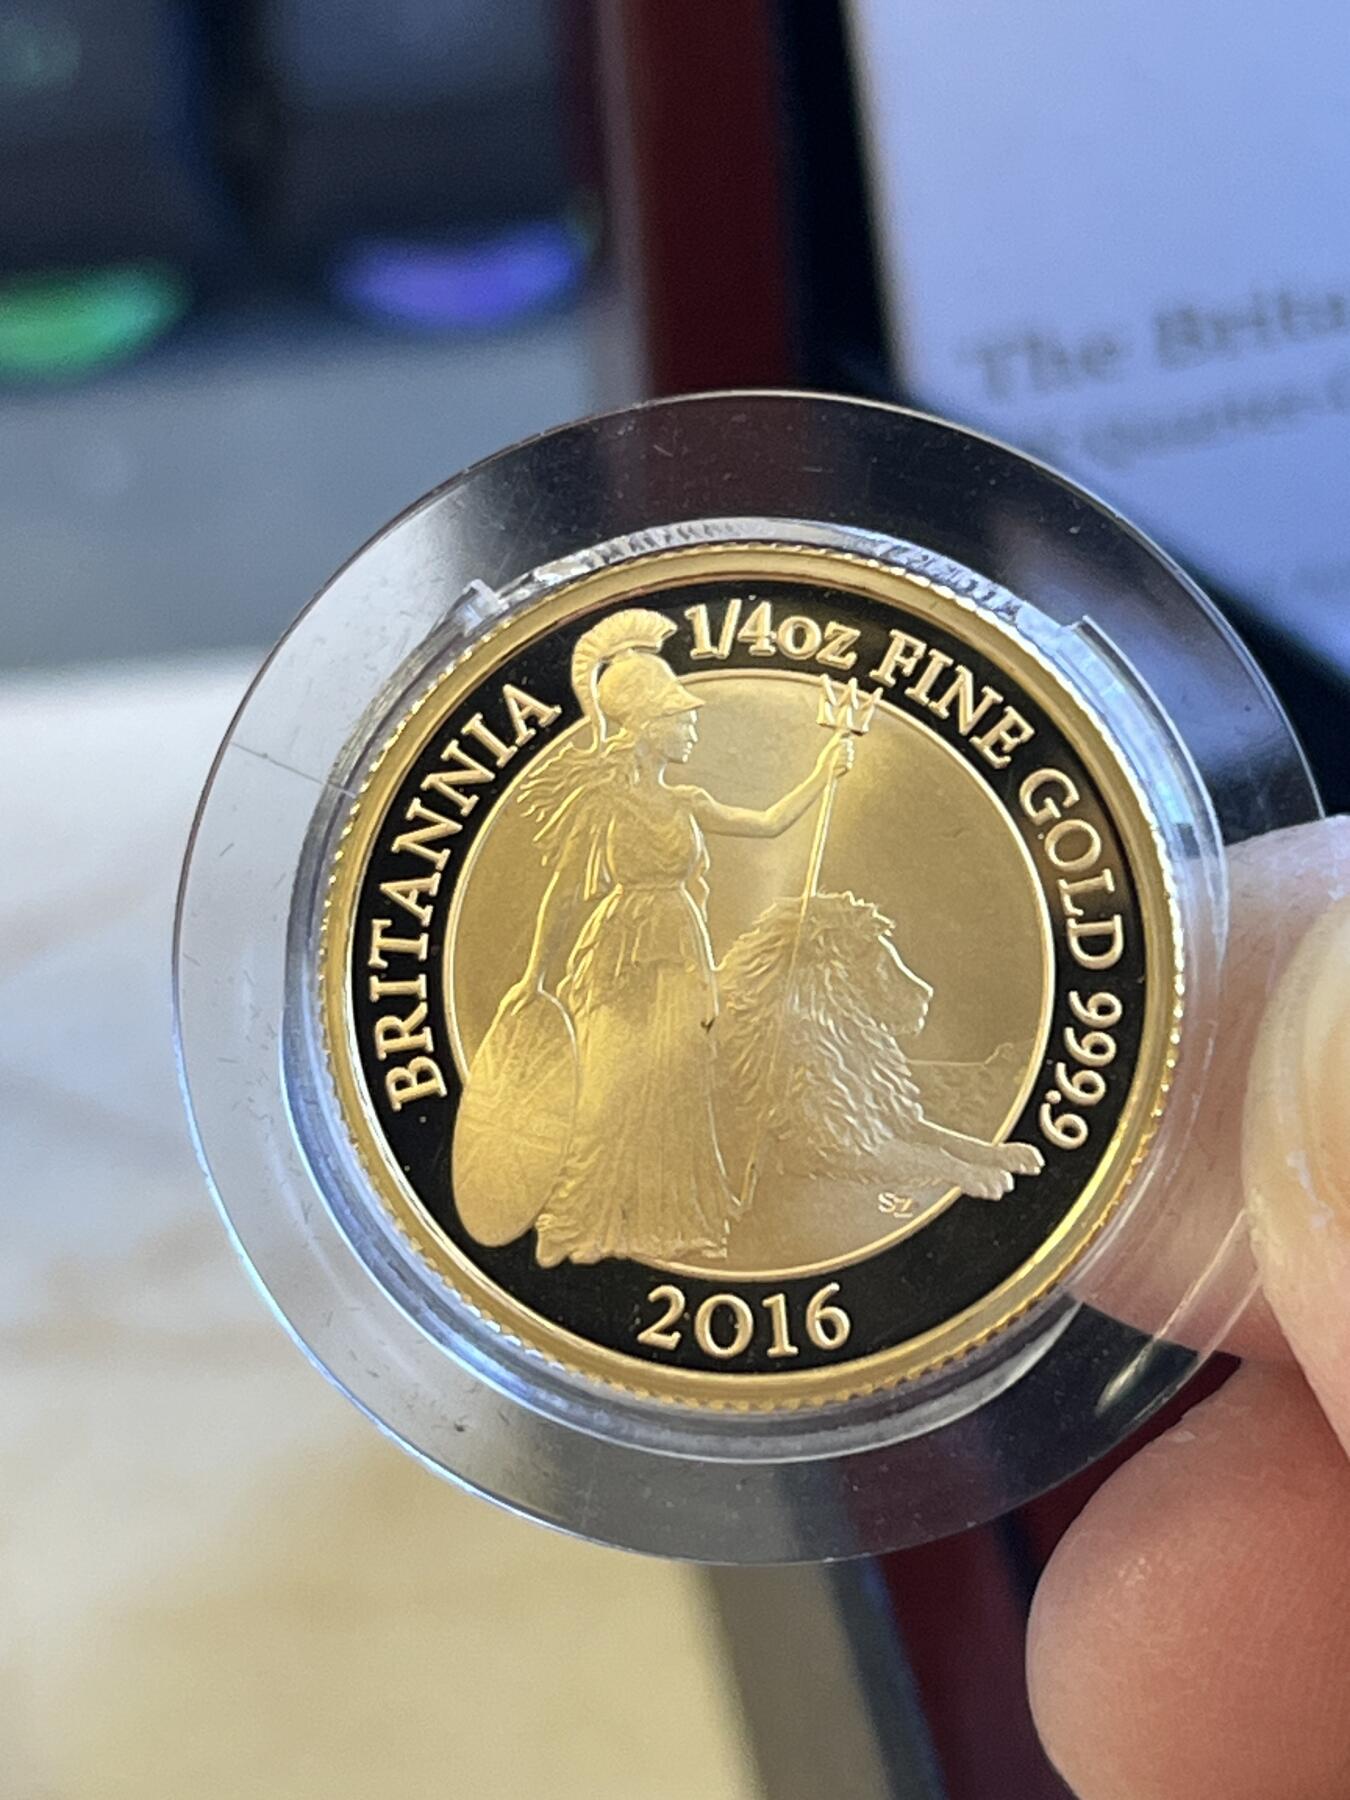 The Brita
BRITANNIA 1/4oz FINE GOLD 999.9
2016
SZ